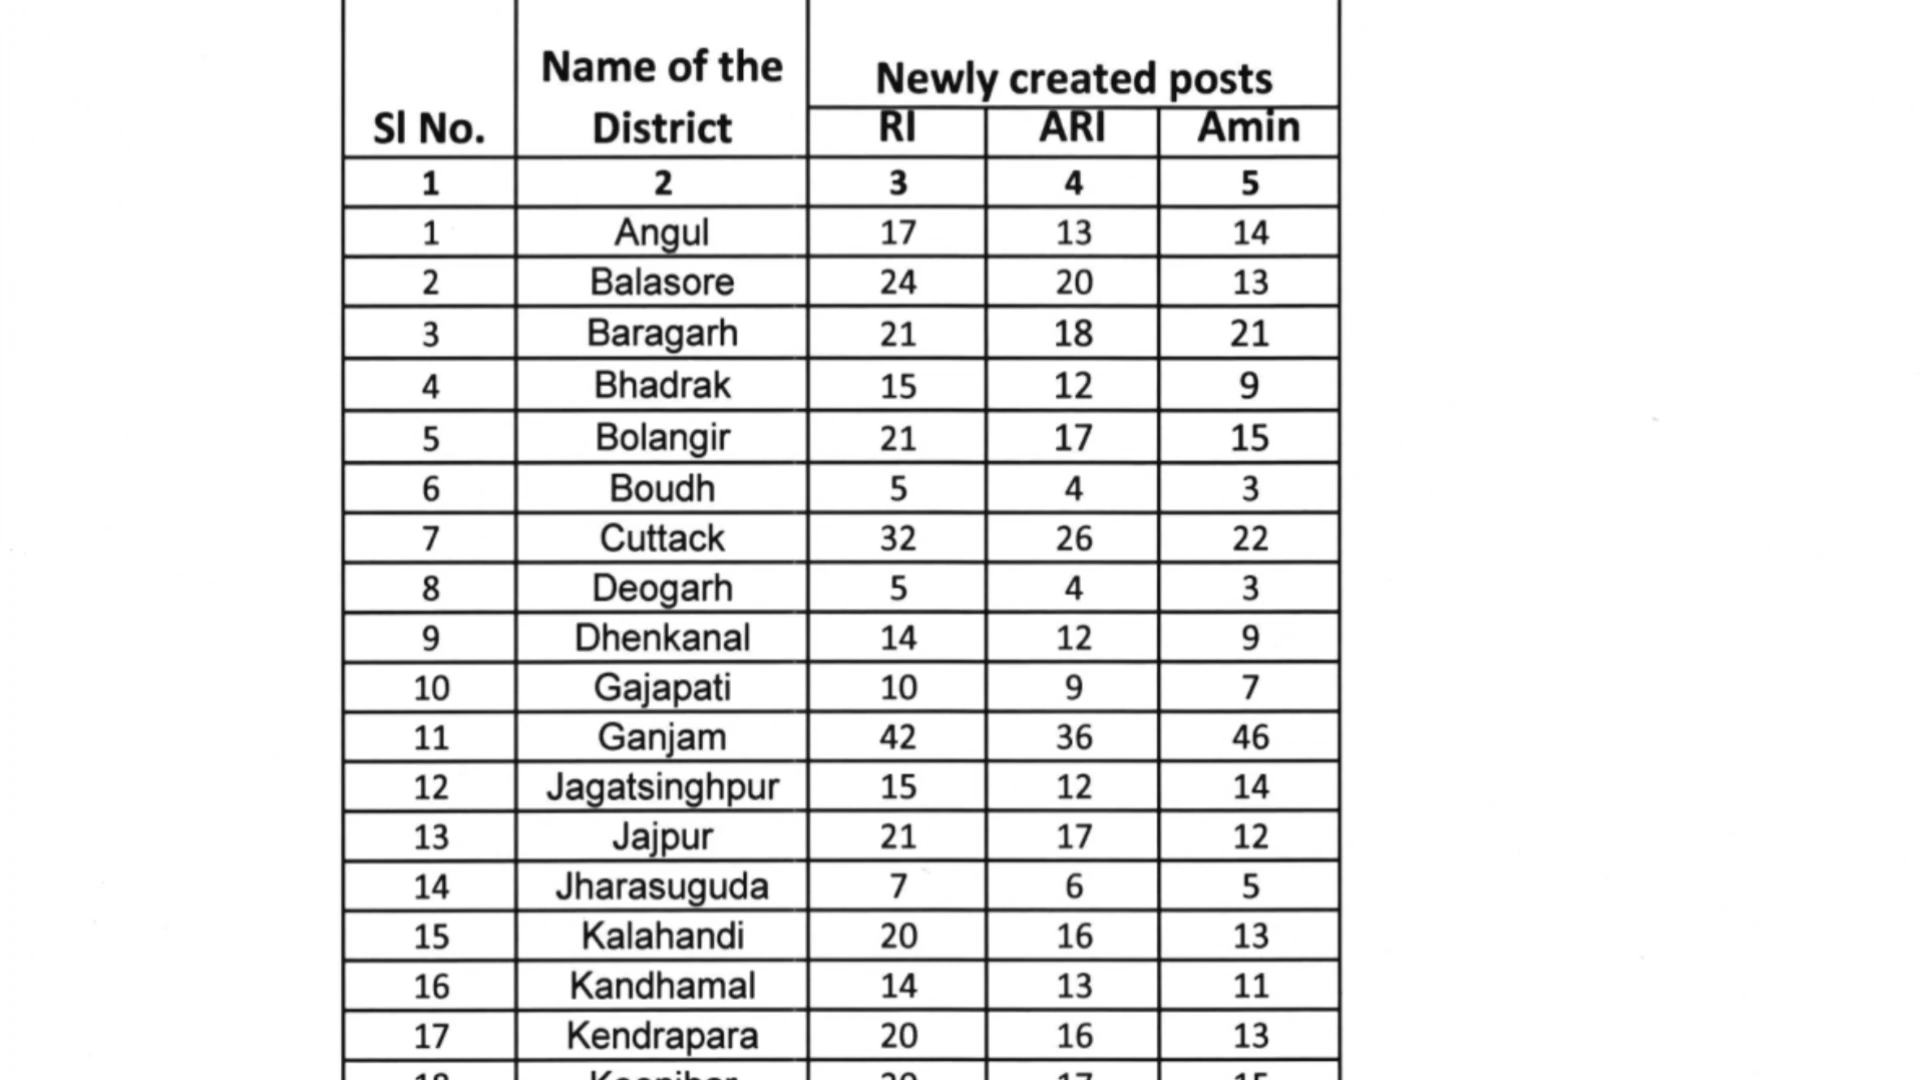 Sl No. Name of the District Newly created posts
RI ARI Amin
1 2 3 4 5
1 Angul 17 13 14
2 Balasore 24 20 13
3 Baragarh 21 18 21
4 Bhadrak 15 12 9
5 Bolangir 21 17 15
6 Boudh 5 4 3
7 Cuttack 32 26 22
8 Deogarh 5 4 3
9 Dhenkanal 14 12 9
10 Gajapati 10 9 7
11 Ganjam 42 36 46
12 Jagatsinghpur 15 12 14
13 Jajpur 21 17 12
14 Jharasuguda 7 6 5
15 Kalahandi 20 16 13
16 Kandhamal 14 13 11
17 Kendrapara 20 16 13